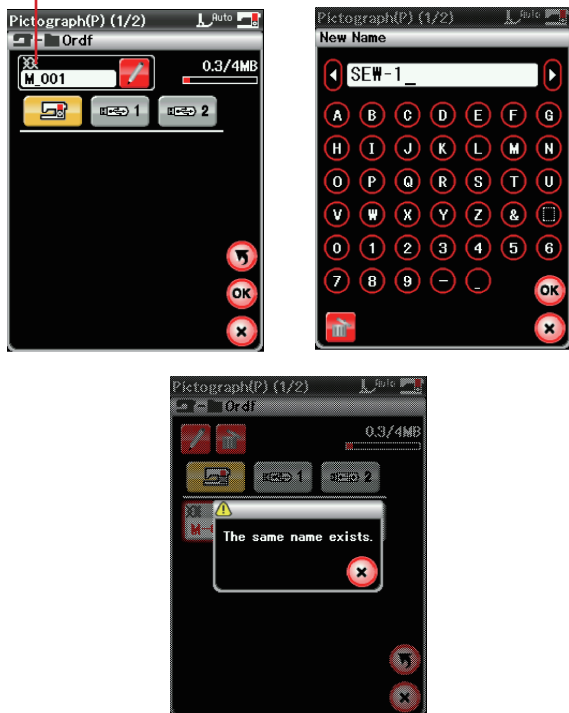 Pictograph(P) (1/2) Auto
Ordf
M_001 0.3/4MB
1 2
OK
Pictograph(P) (1/2) Auto
New Name
SEW-1_
A B C D E F G
H I J K L M N
O P Q R S T U
V W X Y Z &
0 1 2 3 4 5 6
7 8 9 - _
OK
Pictograph(P) (1/2) Auto
Ordf
0.3/4MB
1 2
The same name exists.